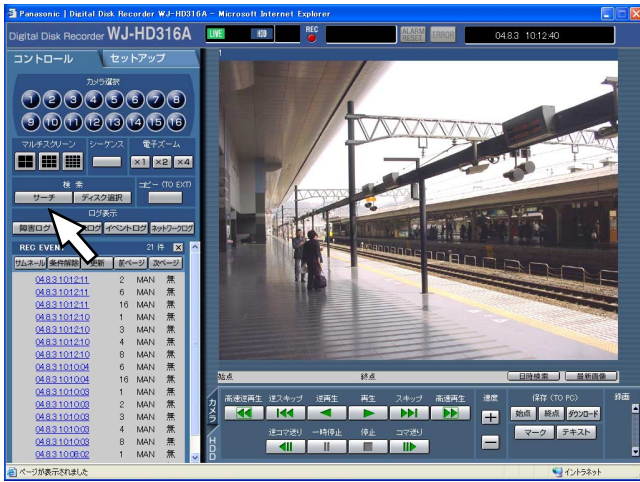 Panasonic | Digital Disk Recorder WJ-HD316A - Microsoft Internet Explorer
Digital Disk Recorder WJ-HD316A
LIVE HDD REC ALARM RESET ERROR 04.8.3 10:12:40
コントロール セットアップ
1
カメラ選択
1 2 3 4 5 6 7 8
9 10 11 12 13 14 15 16
マルチスクリーン シーケンス 電子ズーム
×1 ×2 ×4
検 索 コピー (TO EXT)
サーチ ディスク選択
ログ表示
障害ログ ログ イベントログ ネットワークログ
REC EVEN 21 件 ×
サムネール 条件解除 更新 前ページ 次ページ
04.8.3 10:12:11 2 MAN 無
04.8.3 10:12:11 6 MAN 無
04.8.3 10:12:11 16 MAN 無
04.8.3 10:12:10 1 MAN 無
04.8.3 10:12:10 3 MAN 無
04.8.3 10:12:10 4 MAN 無
04.8.3 10:12:10 8 MAN 無
04.8.3 10:10:04 6 MAN 無
04.8.3 10:10:04 16 MAN 無
04.8.3 10:10:03 1 MAN 無
04.8.3 10:10:03 2 MAN 無
04.8.3 10:10:03 3 MAN 無
04.8.3 10:10:03 4 MAN 無
04.8.3 10:10:03 8 MAN 無
04.8.3 10:08:02 1 MAN 無
始点 終点 日時検索 最新画像
カメラ
HDD
高速逆再生 逆スキップ 逆再生 再生 スキップ 高速再生 速度 保存 (TO PC) 録画
始点 終点 ダウンロード
逆コマ送り 一時停止 停止 コマ送り
マーク テキスト
ページが表示されました イントラネット